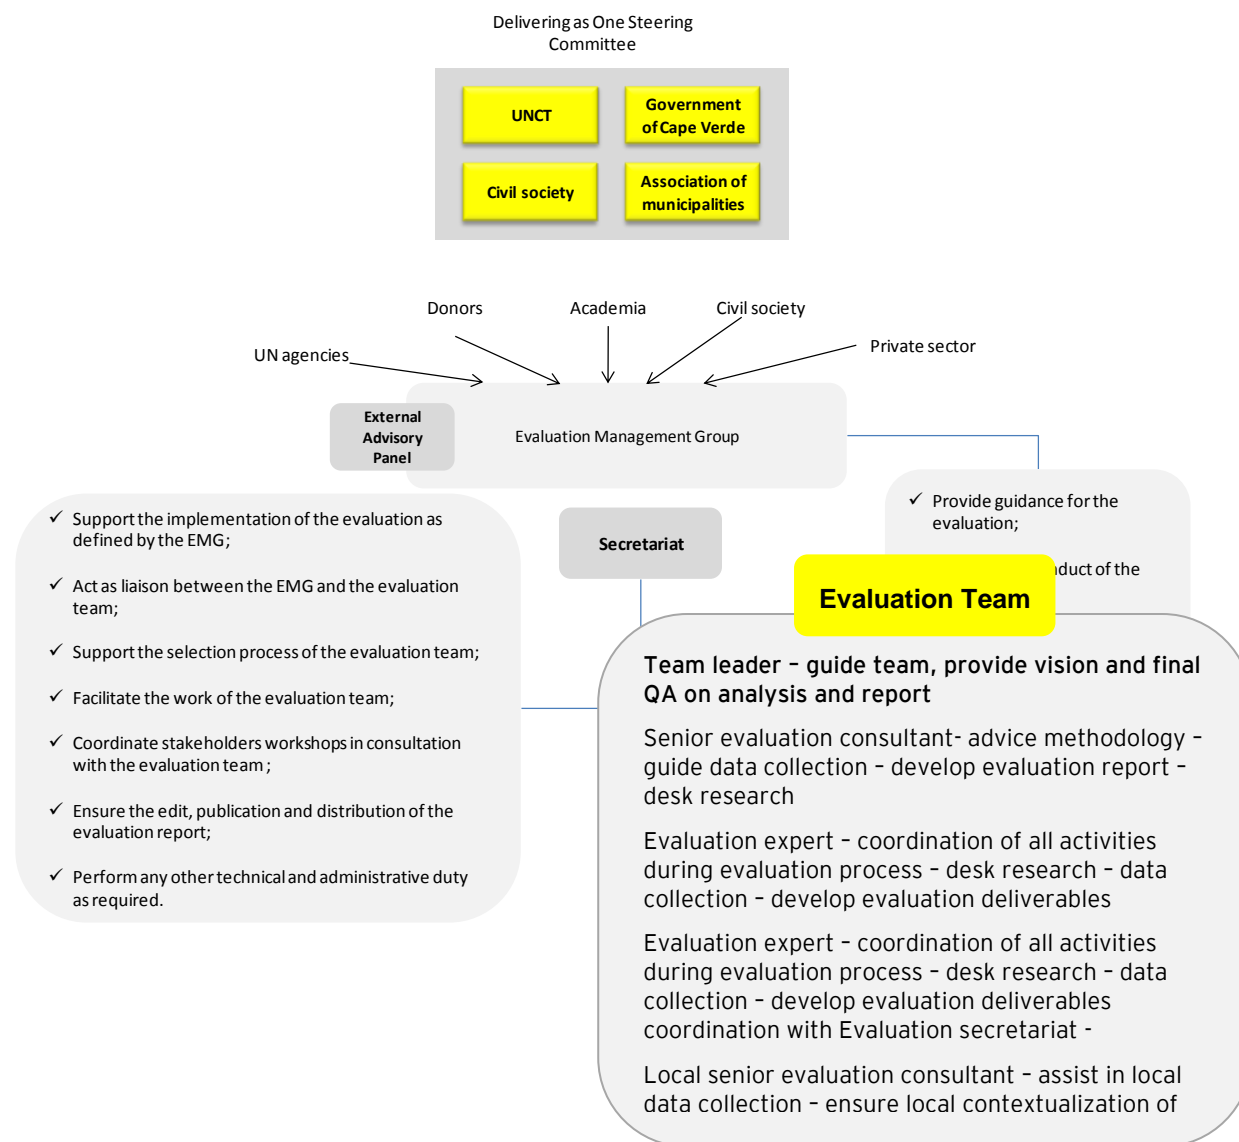 Delivering as One Steering
Committee
UNCT
Government
of Cape Verde
Civil society
Association of
municipalities
Donors
Academia
Civil society
UN agencies
Private sector
External
Advisory
Panel
Evaluation Management Group
✓ Support the implementation of the evaluation as
defined by the EMG;
✓ Act as liaison between the EMG and the evaluation
team;
✓ Support the selection process of the evaluation team;
✓ Facilitate the work of the evaluation team;
✓ Coordinate stakeholders workshops in consultation
with the evaluation team ;
✓ Ensure the edit, publication and distribution of the
evaluation report;
✓ Perform any other technical and administrative duty
as required.
Secretariat
✓ Provide guidance for the
evaluation;
of the
Evaluation Team
Team leader – guide team, provide vision and final
QA on analysis and report
Senior evaluation consultant- advice methodology –
guide data collection – develop evaluation report –
desk research
Evaluation expert – coordination of all activities
during evaluation process – desk research – data
collection – develop evaluation deliverables
Evaluation expert – coordination of all activities
during evaluation process – desk research – data
collection – develop evaluation deliverables
coordination with Evaluation secretariat -
Local senior evaluation consultant – assist in local
data collection – ensure local contextualization of